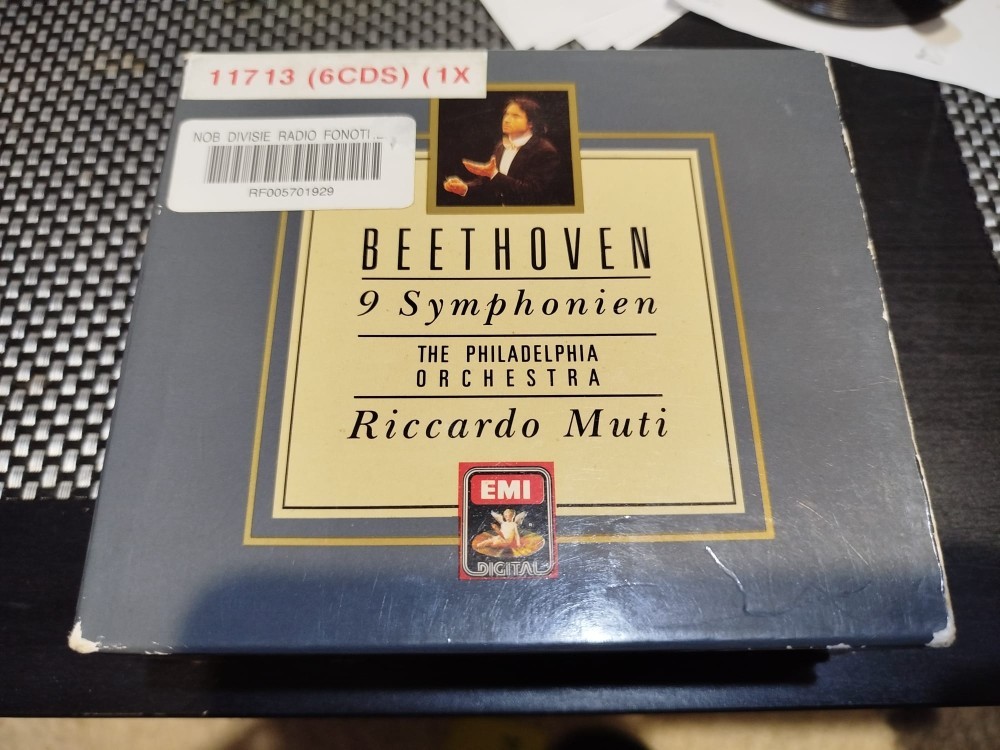 11713 (6CDS) (1X
NOB DIVISIE RADIO FONOTI
RF005701929
BEETHOVEN
9 Symphonien
THE PHILADELPHIA
ORCHESTRA
Riccardo Muti
EMI
DIGITAL